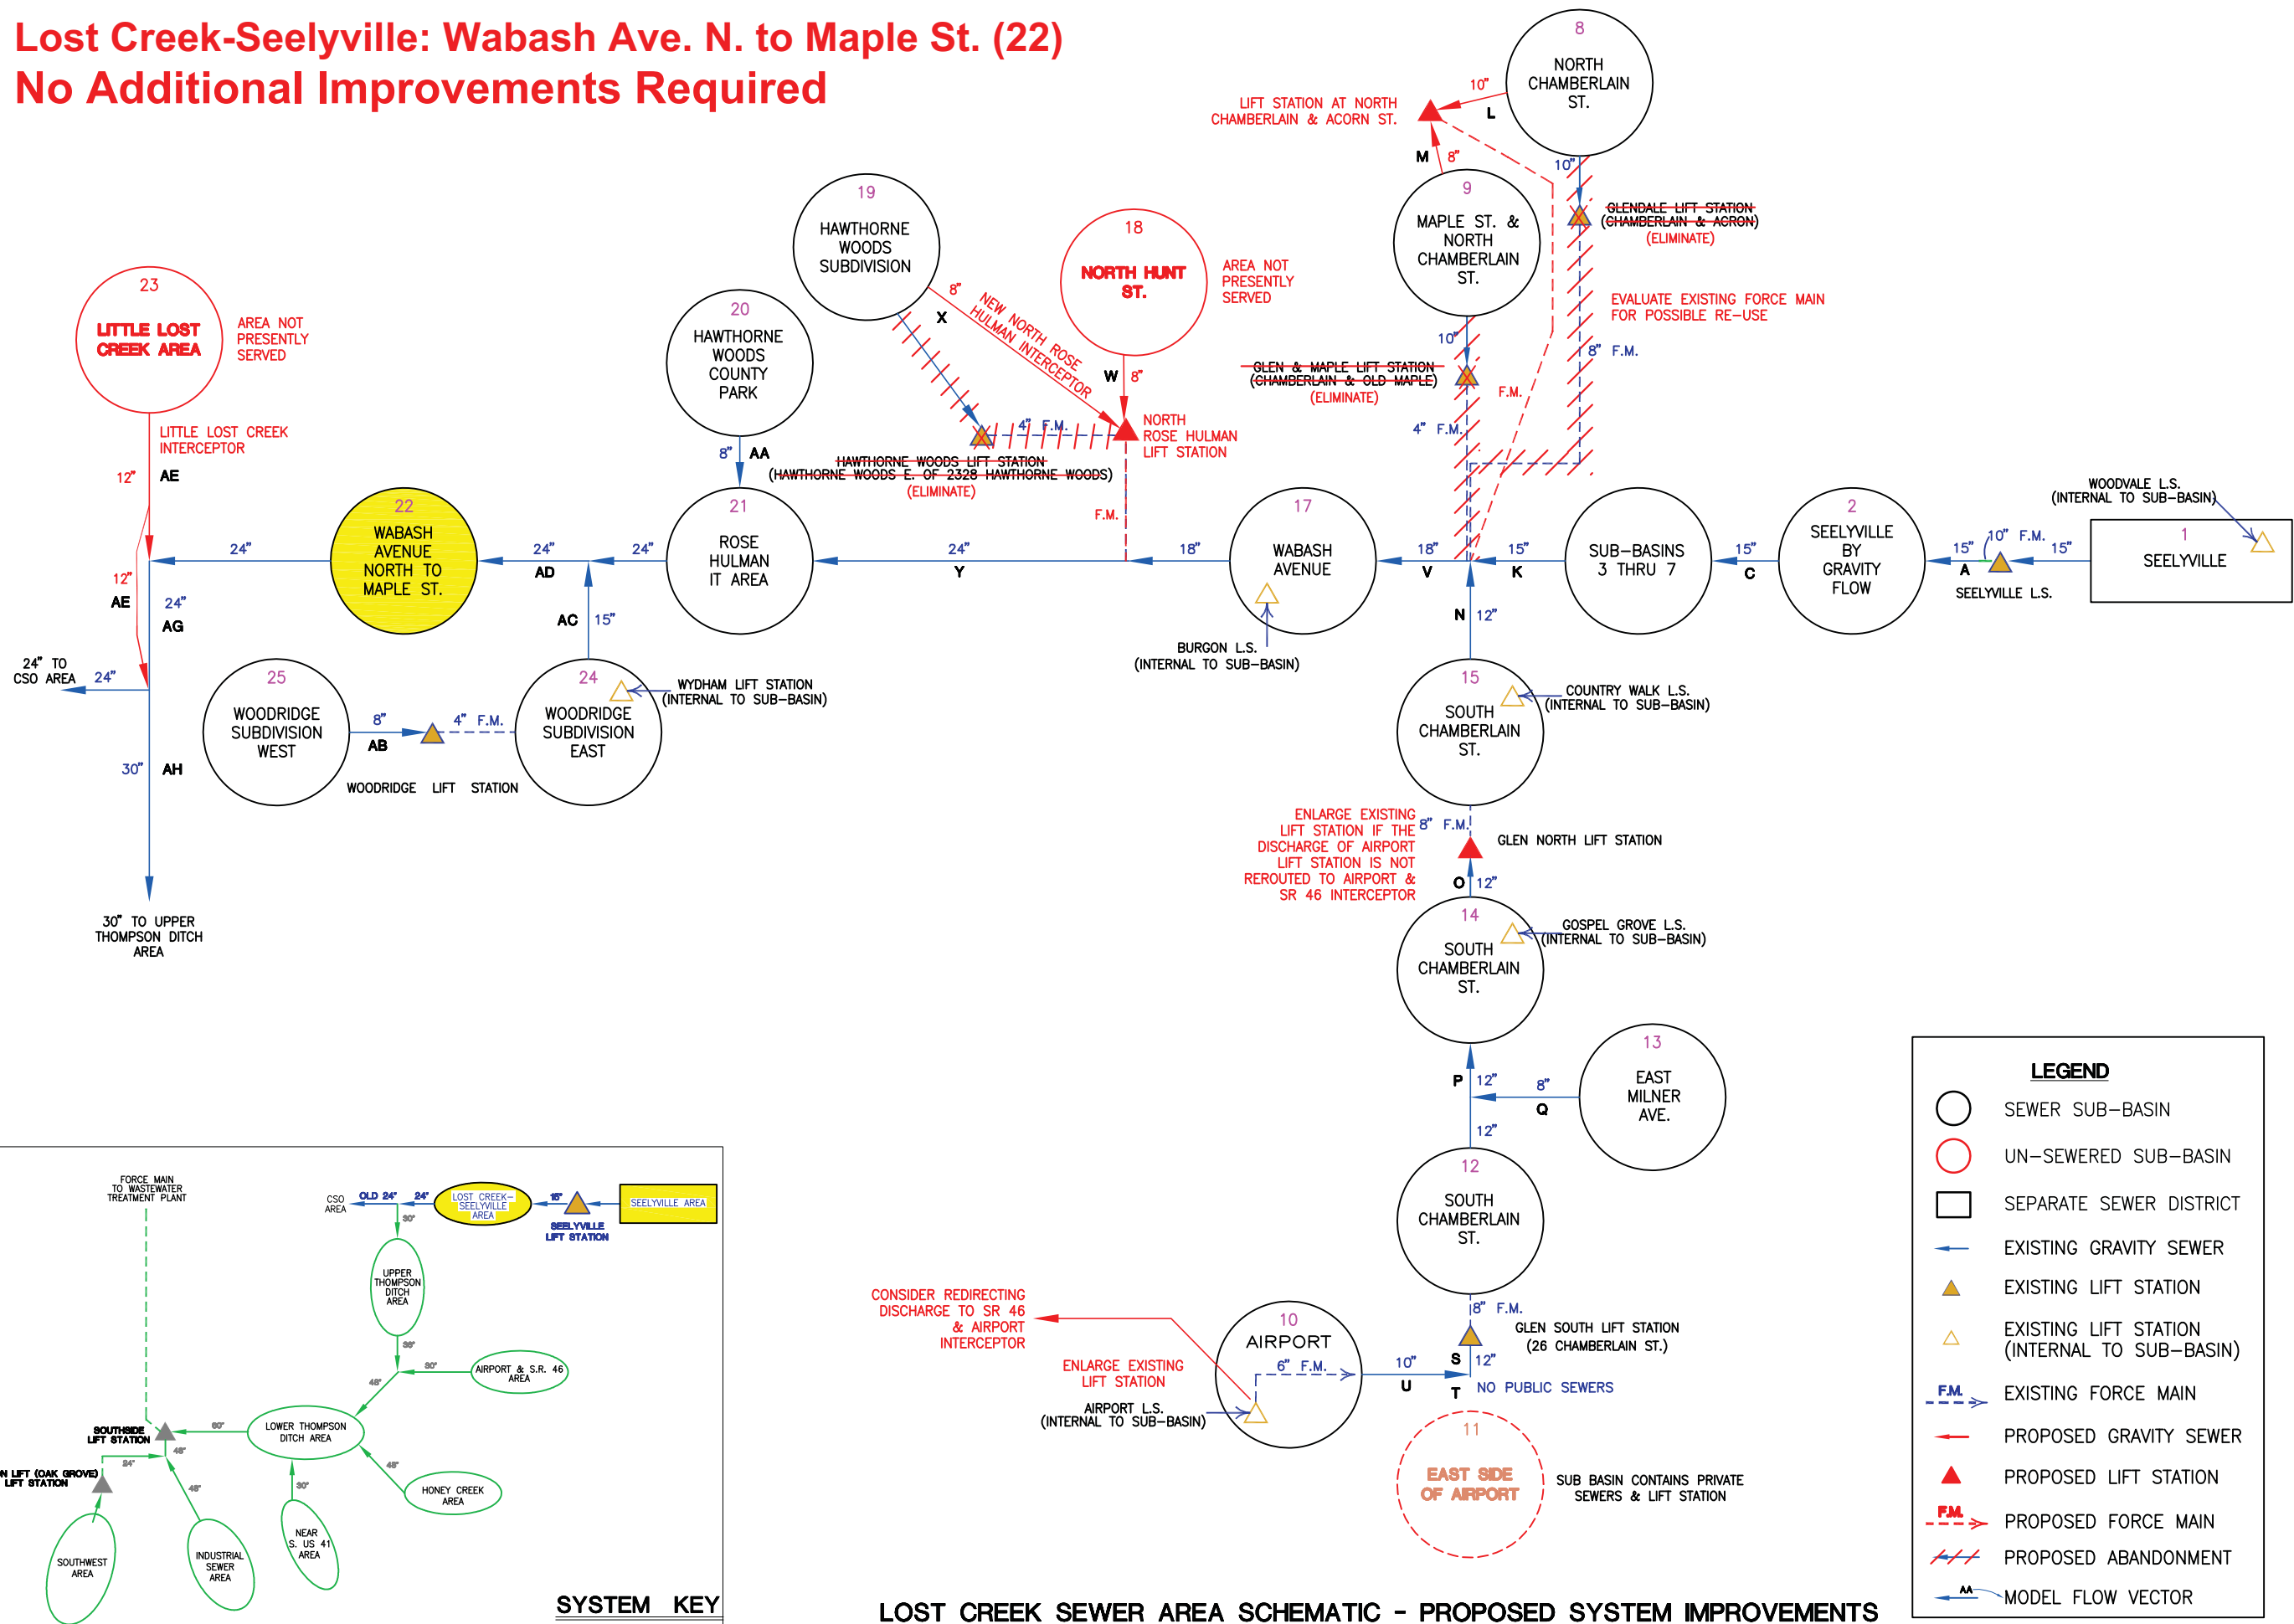 Lost Creek-Seelyville: Wabash Ave. N. to Maple St. (22)
No Additional Improvements Required
8
NORTH
CHAMBERLAIN
ST.
10"
L
LIFT STATION AT NORTH
CHAMBERLAIN & ACORN ST.
M
8"
10"
9
MAPLE ST. &
NORTH
CHAMBERLAIN
ST.
GLENDALE LIFT STATION
(CHAMBERLAIN & ACRON)
(ELIMINATE)
EVALUATE EXISTING FORCE MAIN
FOR POSSIBLE RE-USE
8" F.M.
10"
GLEN & MAPLE LIFT STATION
(CHAMBERLAIN & OLD MAPLE)
(ELIMINATE)
4" F.M.
F.M.
19
HAWTHORNE
WOODS
SUBDIVISION
8"
X
NEW NORTH ROSE
HULMAN INTERCEPTOR
18
NORTH HUNT
ST.
AREA NOT
PRESENTLY
SERVED
W
8"
NORTH
ROSE HULMAN
LIFT STATION
4" F.M.
HAWTHORNE WOODS LIFT STATION
(HAWTHORNE WOODS E. OF 2328 HAWTHORNE WOODS)
(ELIMINATE)
F.M.
20
HAWTHORNE
WOODS
COUNTY
PARK
8"
AA
23
LITTLE LOST
CREEK AREA
AREA NOT
PRESENTLY
SERVED
LITTLE LOST CREEK
INTERCEPTOR
12"
AE
12"
AE
24"
AG
24"
22
WABASH
AVENUE
NORTH TO
MAPLE ST.
24"
AD
24"
21
ROSE
HULMAN
IT AREA
24"
Y
18"
17
WABASH
AVENUE
BURGON L.S.
(INTERNAL TO SUB-BASIN)
18"
V
15"
K
SUB-BASINS
3 THRU 7
15"
C
2
SEELYVILLE
BY
GRAVITY
FLOW
15"
A
10" F.M.
15"
SEELYVILLE L.S.
WOODVALE L.S.
(INTERNAL TO SUB-BASIN)
1
SEELYVILLE
24" TO
CSO AREA
24"
30"
AH
30" TO UPPER
THOMPSON DITCH
AREA
25
WOODRIDGE
SUBDIVISION
WEST
8"
AB
4" F.M.
WOODRIDGE LIFT STATION
24
WOODRIDGE
SUBDIVISION
EAST
WYDHAM LIFT STATION
(INTERNAL TO SUB-BASIN)
AC
15"
N
12"
15
SOUTH
CHAMBERLAIN
ST.
COUNTRY WALK L.S.
(INTERNAL TO SUB-BASIN)
ENLARGE EXISTING
LIFT STATION IF THE
DISCHARGE OF AIRPORT
LIFT STATION IS NOT
REROUTED TO AIRPORT &
SR 46 INTERCEPTOR
8" F.M.
GLEN NORTH LIFT STATION
O
12"
14
SOUTH
CHAMBERLAIN
ST.
GOSPEL GROVE L.S.
(INTERNAL TO SUB-BASIN)
P
12"
8"
Q
13
EAST
MILNER
AVE.
12"
12
SOUTH
CHAMBERLAIN
ST.
8" F.M.
GLEN SOUTH LIFT STATION
(26 CHAMBERLAIN ST.)
S
12"
T
NO PUBLIC SEWERS
CONSIDER REDIRECTING
DISCHARGE TO SR 46
& AIRPORT
INTERCEPTOR
ENLARGE EXISTING
LIFT STATION
AIRPORT L.S.
(INTERNAL TO SUB-BASIN)
10
AIRPORT
6" F.M.
10"
U
11
EAST SIDE
OF AIRPORT
SUB BASIN CONTAINS PRIVATE
SEWERS & LIFT STATION
LEGEND
SEWER SUB-BASIN
UN-SEWERED SUB-BASIN
SEPARATE SEWER DISTRICT
EXISTING GRAVITY SEWER
EXISTING LIFT STATION
EXISTING LIFT STATION
(INTERNAL TO SUB-BASIN)
F.M.
EXISTING FORCE MAIN
PROPOSED GRAVITY SEWER
PROPOSED LIFT STATION
F.M.
PROPOSED FORCE MAIN
PROPOSED ABANDONMENT
AA
MODEL FLOW VECTOR
FORCE MAIN
TO WASTEWATER
TREATMENT PLANT
CSO
AREA
OLD 24"
24"
LOST CREEK-
SEELYVILLE
AREA
15"
SEELYVILLE
LIFT STATION
SEELYVILLE AREA
30"
UPPER
THOMPSON
DITCH
AREA
36"
30"
AIRPORT & S.R. 46
AREA
48"
LOWER THOMPSON
DITCH AREA
60"
SOUTHSIDE
LIFT STATION
48"
24"
N LIFT (OAK GROVE)
LIFT STATION
48"
30"
48"
HONEY CREEK
AREA
NEAR
S. US 41
AREA
INDUSTRIAL
SEWER
AREA
SOUTHWEST
AREA
SYSTEM KEY
LOST CREEK SEWER AREA SCHEMATIC - PROPOSED SYSTEM IMPROVEMENTS